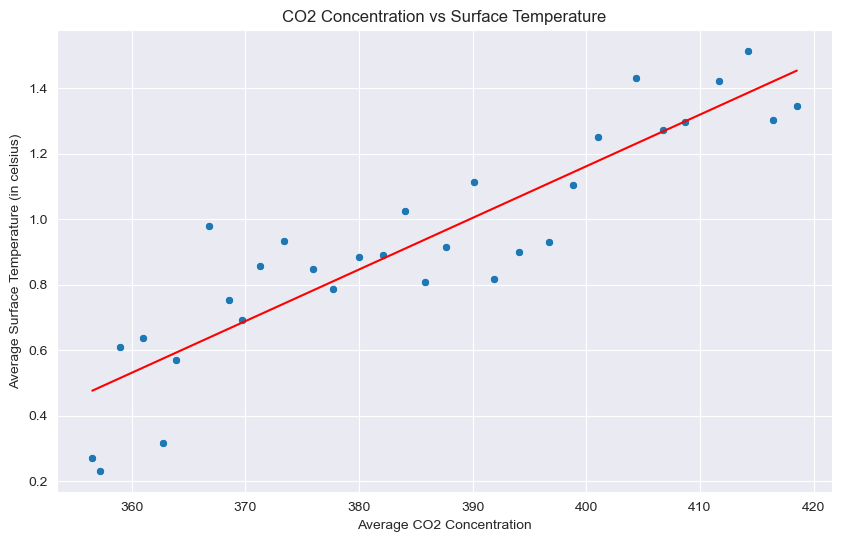 CO2 Concentration vs Surface Temperature
Average Surface Temperature (in celsius)
1.4
1.2
1.0
0.8
0.6
0.4
0.2
360 370 380 390 400 410 420
Average CO2 Concentration